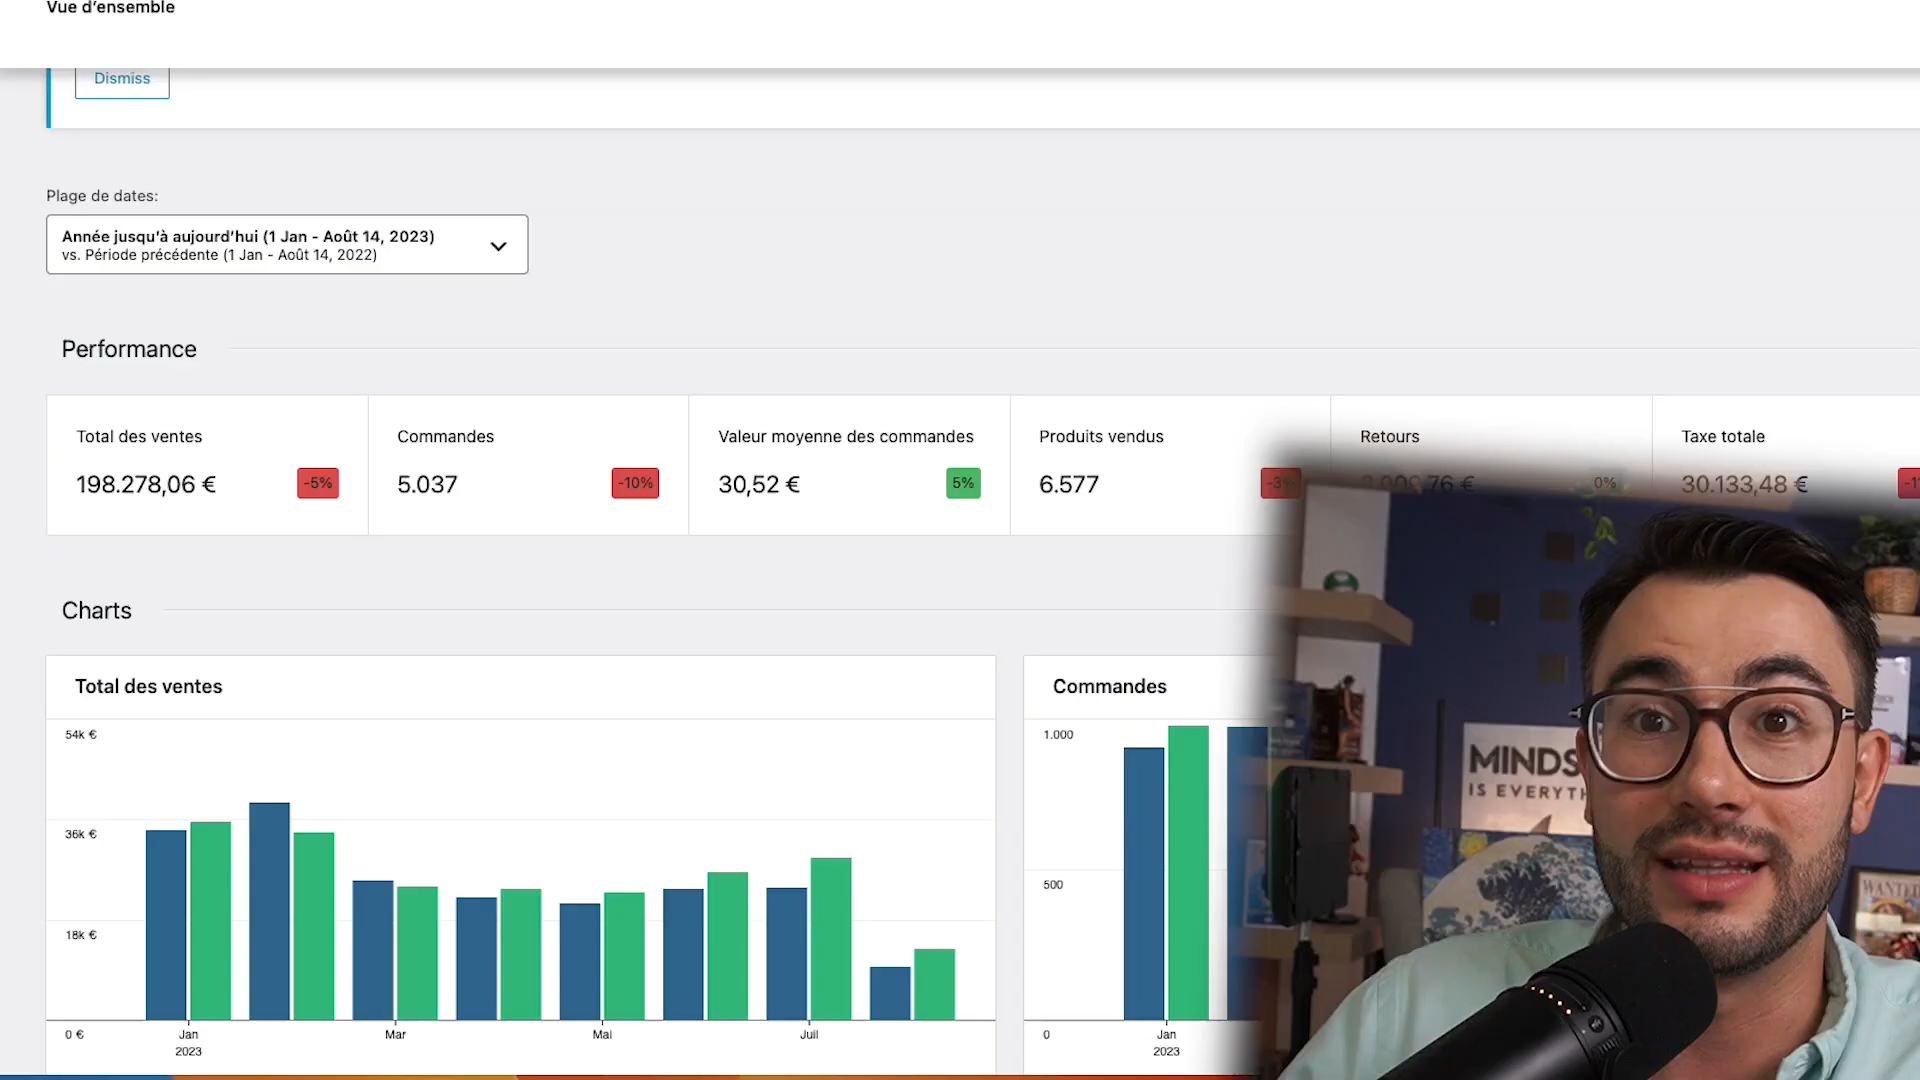 Vue d'ensemble
Dismiss
Plage de dates:
Année jusqu'à aujourd'hui (1 Jan - Août 14, 2023)
vs. Période précédente (1 Jan - Août 14, 2022)
Performance
Total des ventes
198.278,06 €
-5%
Commandes
5.037
-10%
Valeur moyenne des commandes
30,52 €
5%
Produits vendus
6.577
Retours
0%
Taxe totale
30.133,48 €
Charts
Total des ventes
54k €
36k €
18k €
0 €
Jan
2023
Mar
Mai
Juil
Commandes
1.000
500
0
Jan
2023
MINDS
IS EVERYTH
WANTED